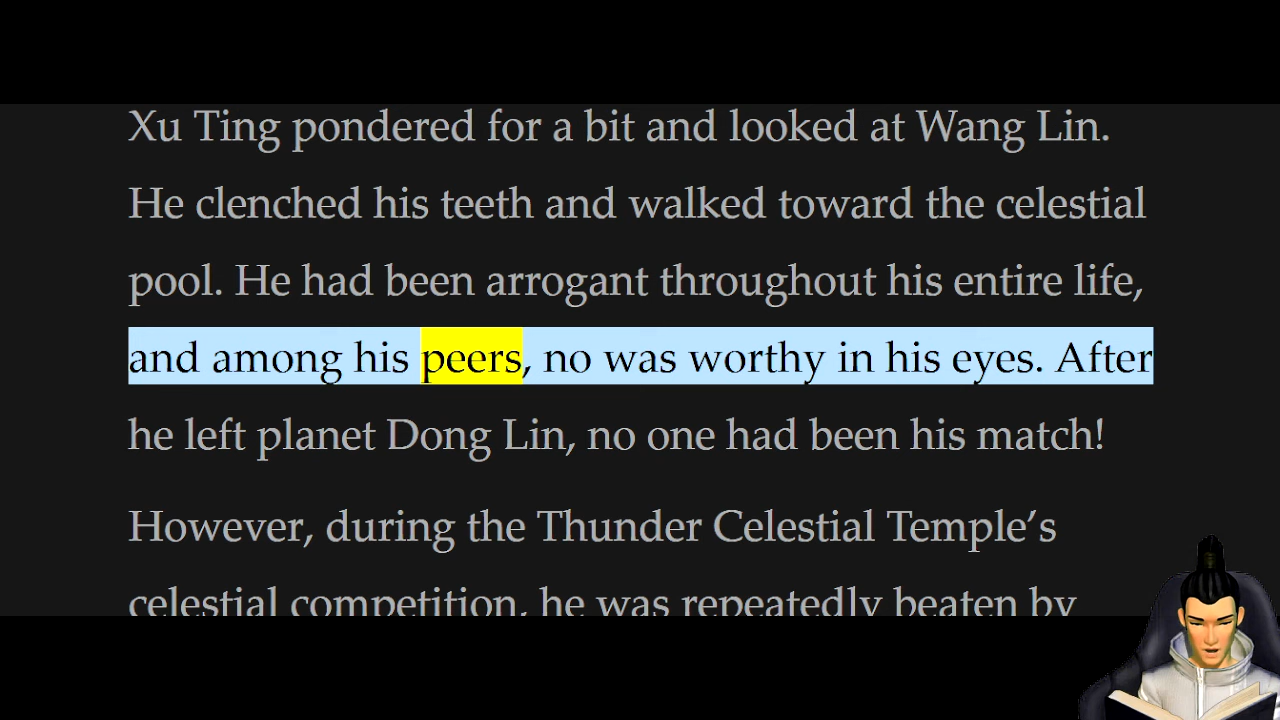 Xu Ting pondered for a bit and looked at Wang Lin.
He clenched his teeth and walked toward the celestial
pool. He had been arrogant throughout his entire life,
and among his peers, no was worthy in his eyes. After
he left planet Dong Lin, no one had been his match!
However, during the Thunder Celestial Temple’s
celestial competition, he was repeatedly beaten by